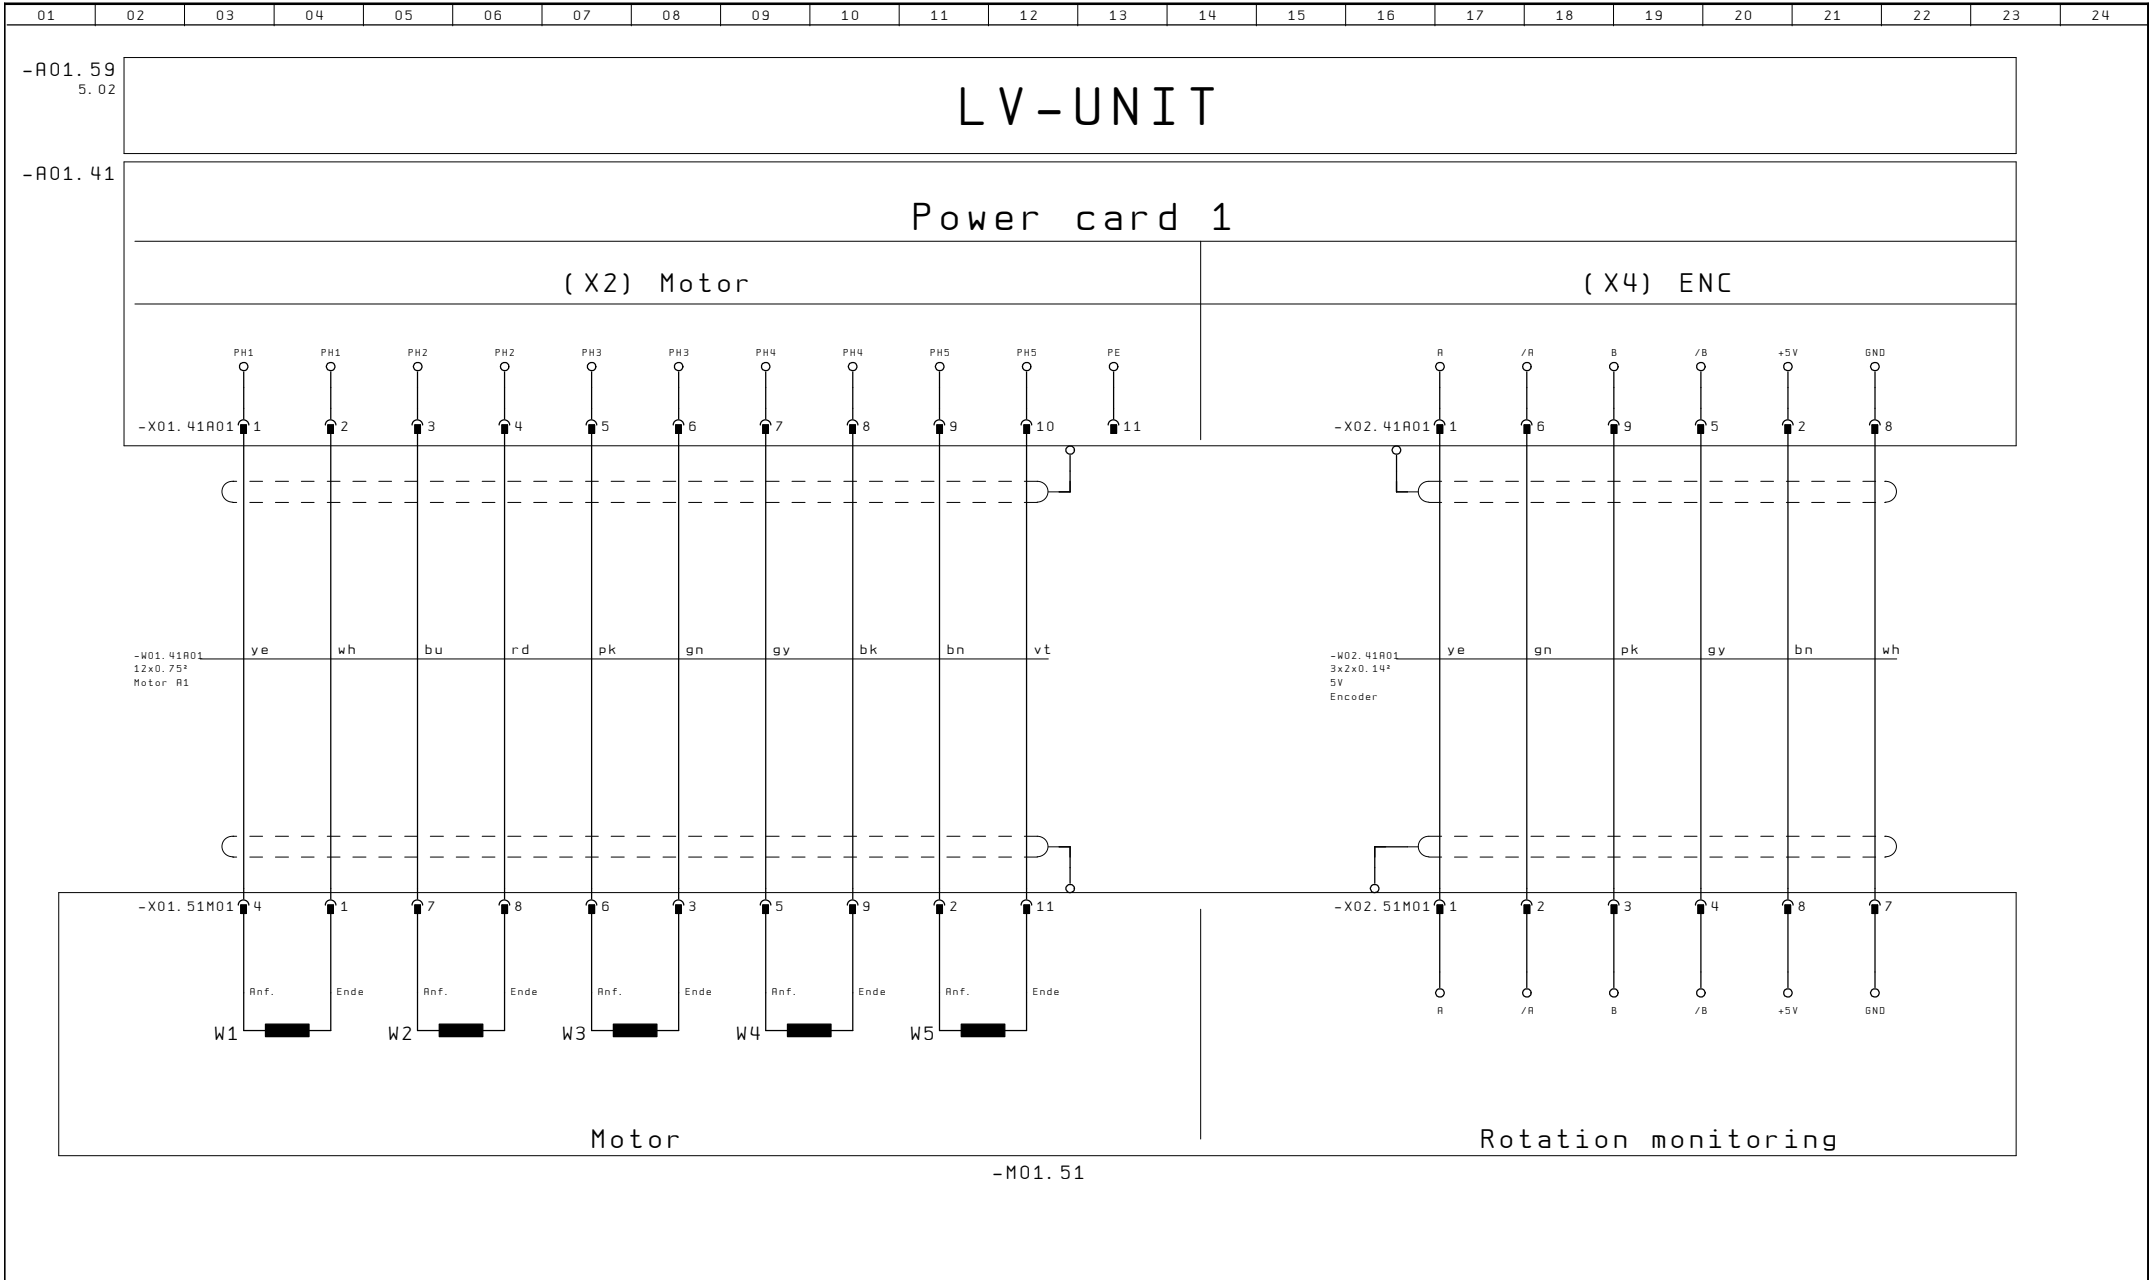 01 02 03 04 05 06 07 08 09 10 11 12 13 14 15 16 17 18 19 20 21 22 23 24
-A01.59
5.02
LV-UNIT
-A01.41
Power card 1
(X2) Motor (X4) ENC
PH1 PH1 PH2 PH2 PH3 PH3 PH4 PH4 PH5 PH5 PE A /A B /B +5V GND
-X01.41A01 1 2 3 4 5 6 7 8 9 10 11 -X02.41A01 1 6 9 5 2 8
ye wh bu rd pk gn gy bk bn vt ye gn pk gy bn wh
-W01.41A01
12x0.75²
Motor A1
-W02.41A01
3x2x0.14²
5V
Encoder
-X01.51M01 4 1 7 8 6 3 5 9 2 11 -X02.51M01 1 2 3 4 8 7
Anf. Ende Anf. Ende Anf. Ende Anf. Ende Anf. Ende
A /A B /B +5V GND
W1 W2 W3 W4 W5
Motor Rotation monitoring
-M01.51